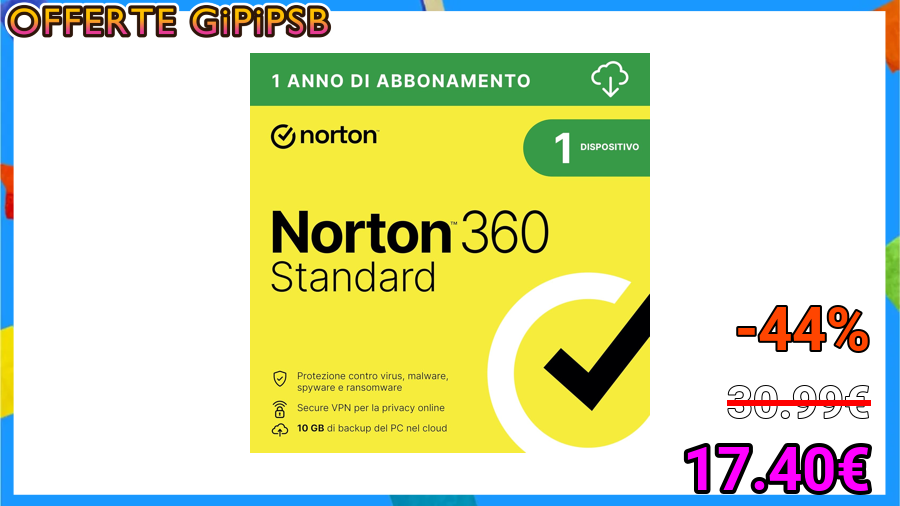 OFFERTE GiPiPSB
1 ANNO DI ABBONAMENTO
norton
1 DISPOSITIVO
Norton™ 360
Standard
Protezione contro virus, malware,
spyware e ransomware
Secure VPN per la privacy online
10 GB di backup del PC nel cloud
-44%
30.99€
17.40€